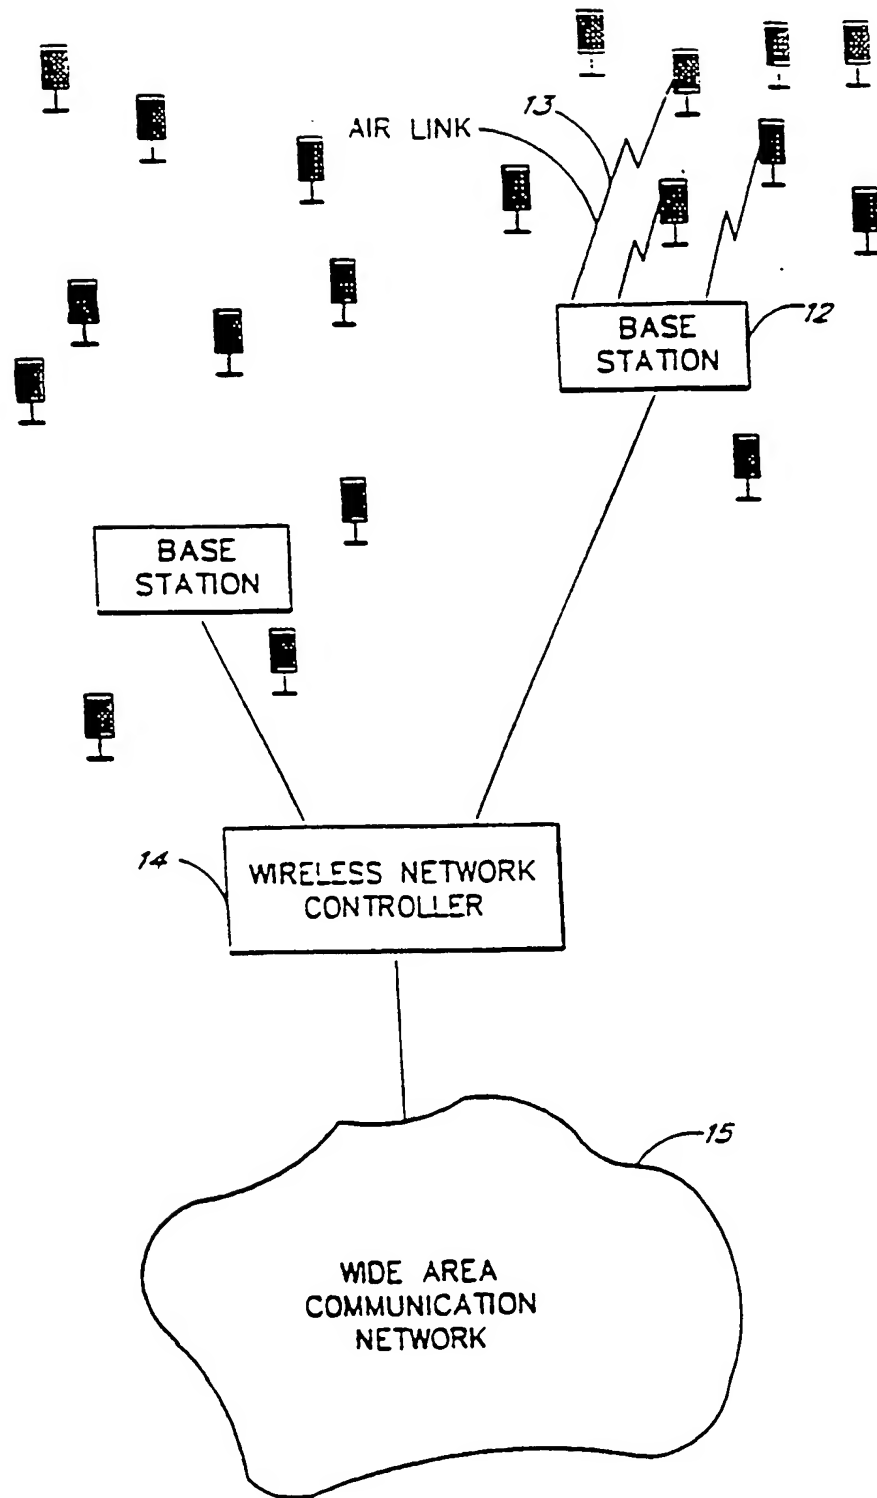 13
AIR LINK
12
BASE
STATION
BASE
STATION
14
WIRELESS NETWORK
CONTROLLER
15
WIDE AREA
COMMUNICATION
NETWORK